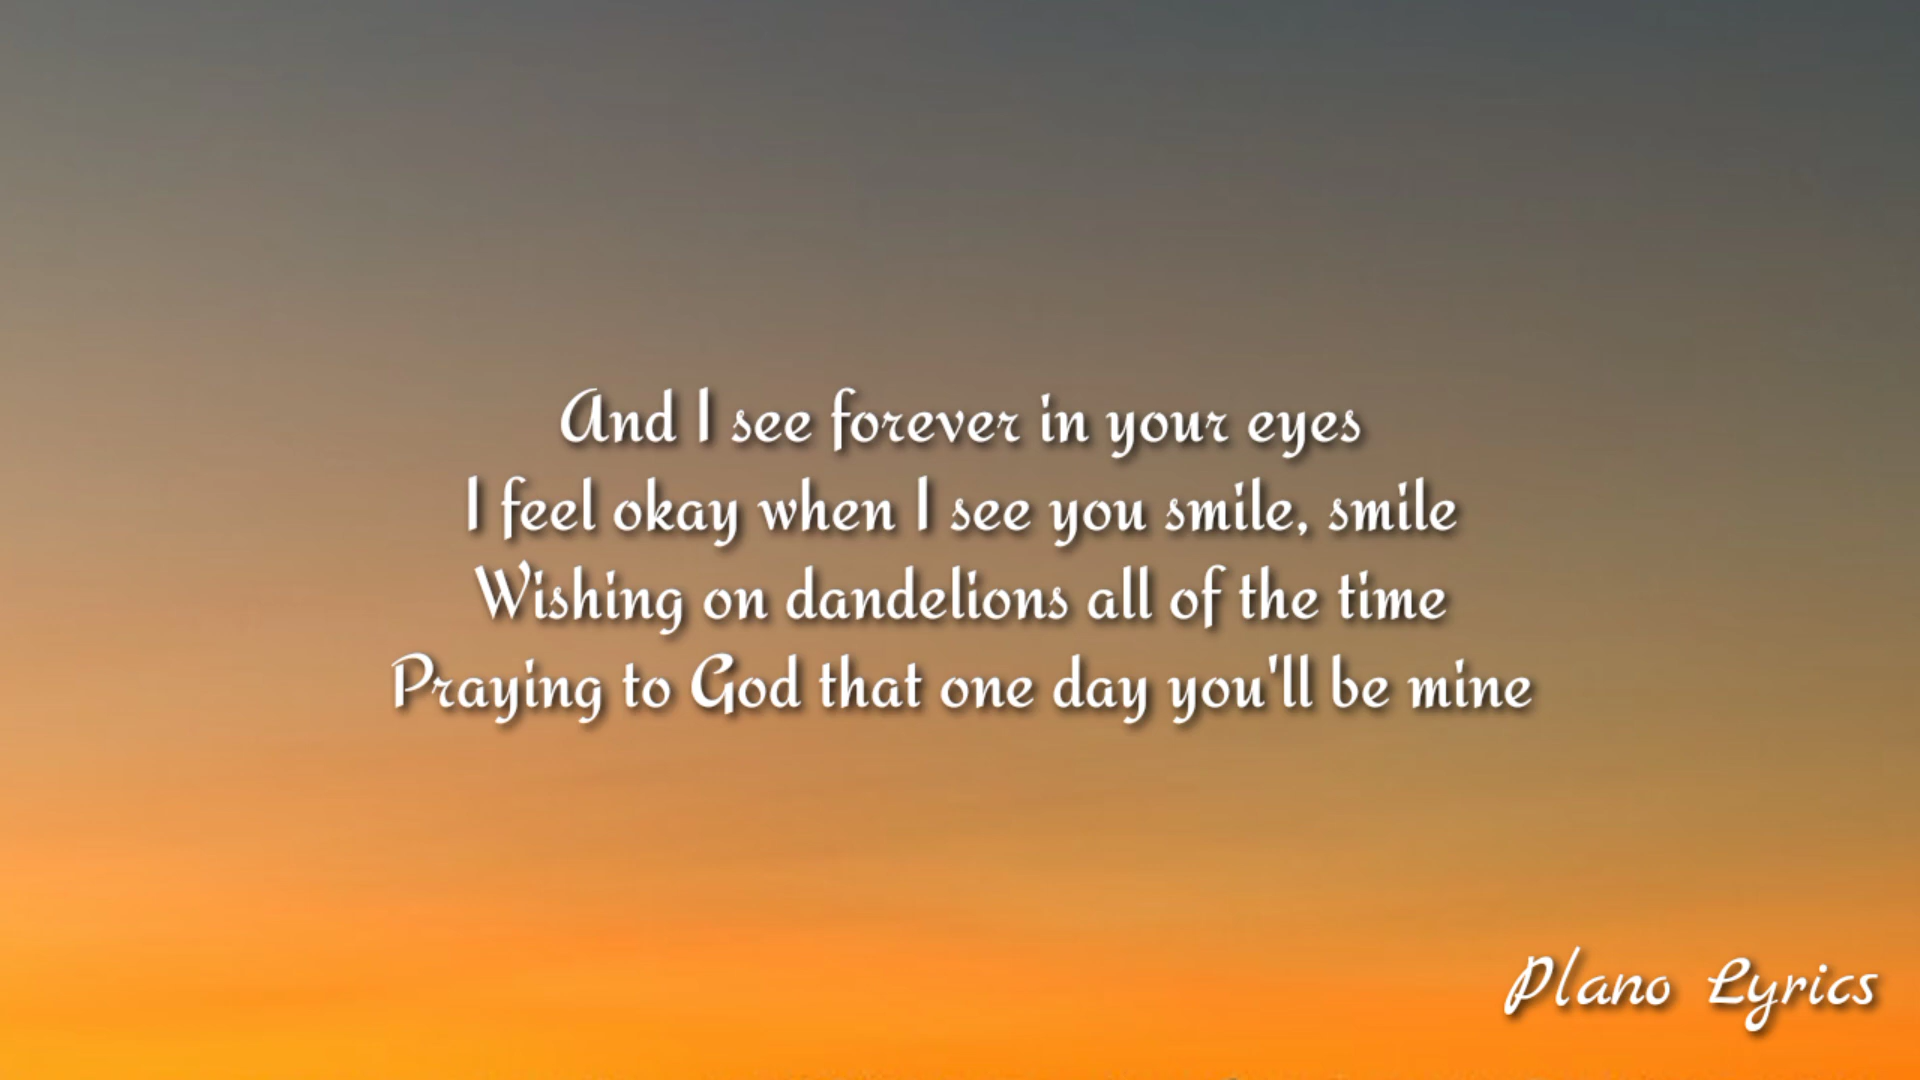 And I see forever in your eyes
I feel okay when I see you smile, smile
Wishing on dandelions all of the time
Praying to God that one day you'll be mine
Plano Lyrics